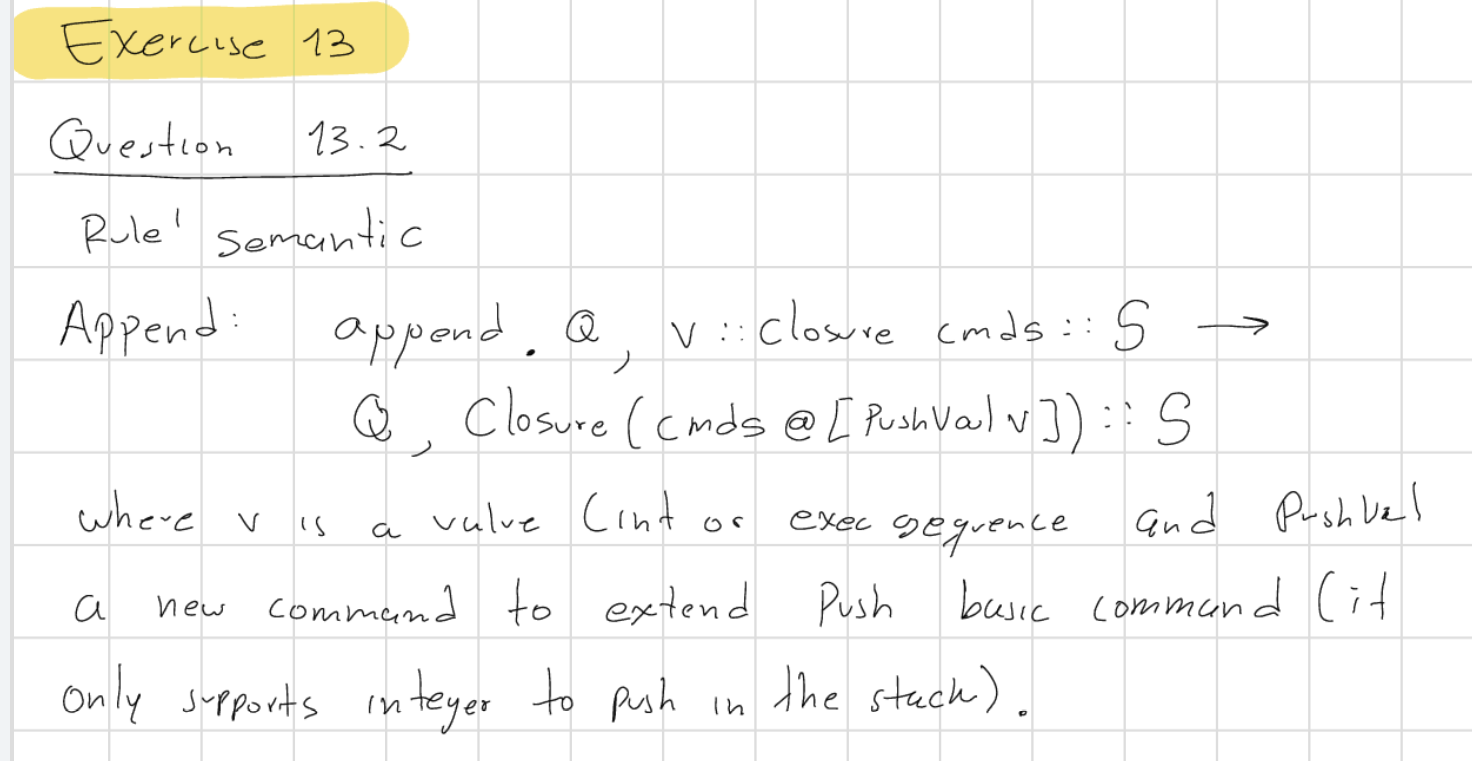 Exercise 13
Question 13.2
Rule' semantic
Append: append . Q, v :: Closure cmds :: S →
Q, Closure (cmds @ [PushVal v]) :: S
where v is a value (int or exec sequence and PushVal
a new command to extend Push basic command (it
only supports integer to push in the stack).